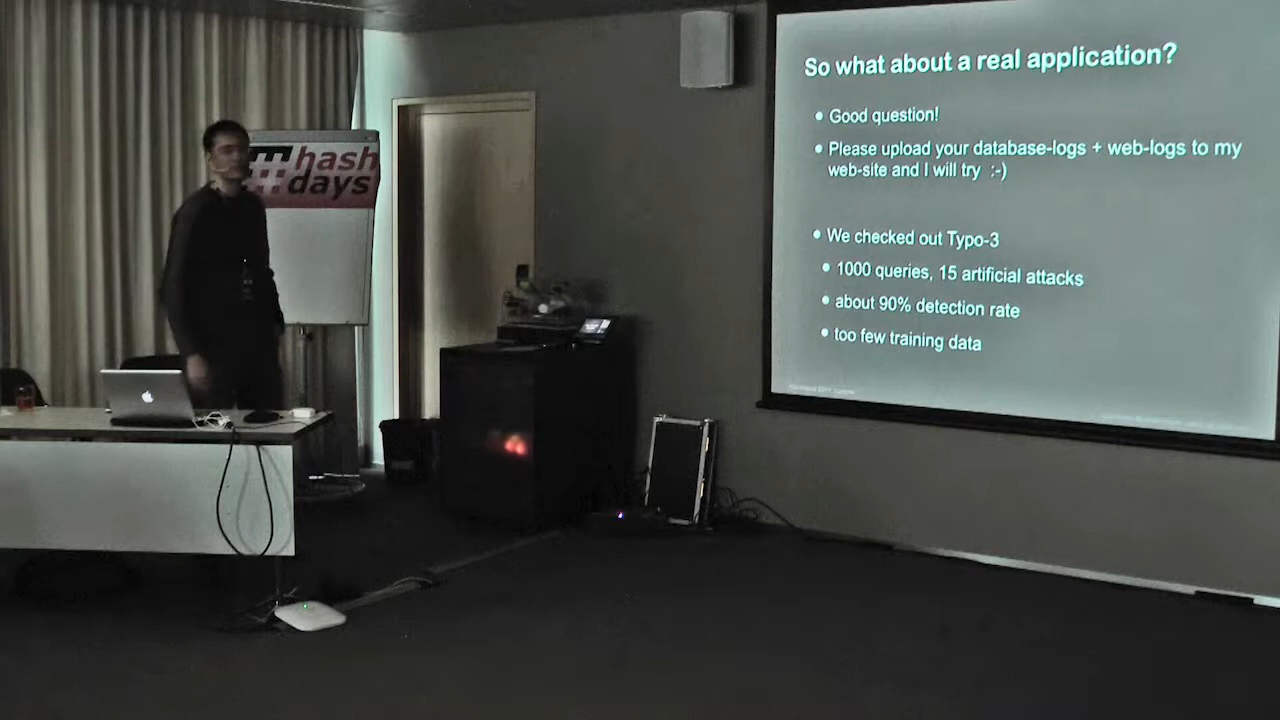 hash
days
So what about a real application?
Good question!
Please upload your database-logs + web-logs to my
web-site and I will try :-)
We checked out Typo-3
1000 queries, 15 artificial attacks
about 90% detection rate
too few training data